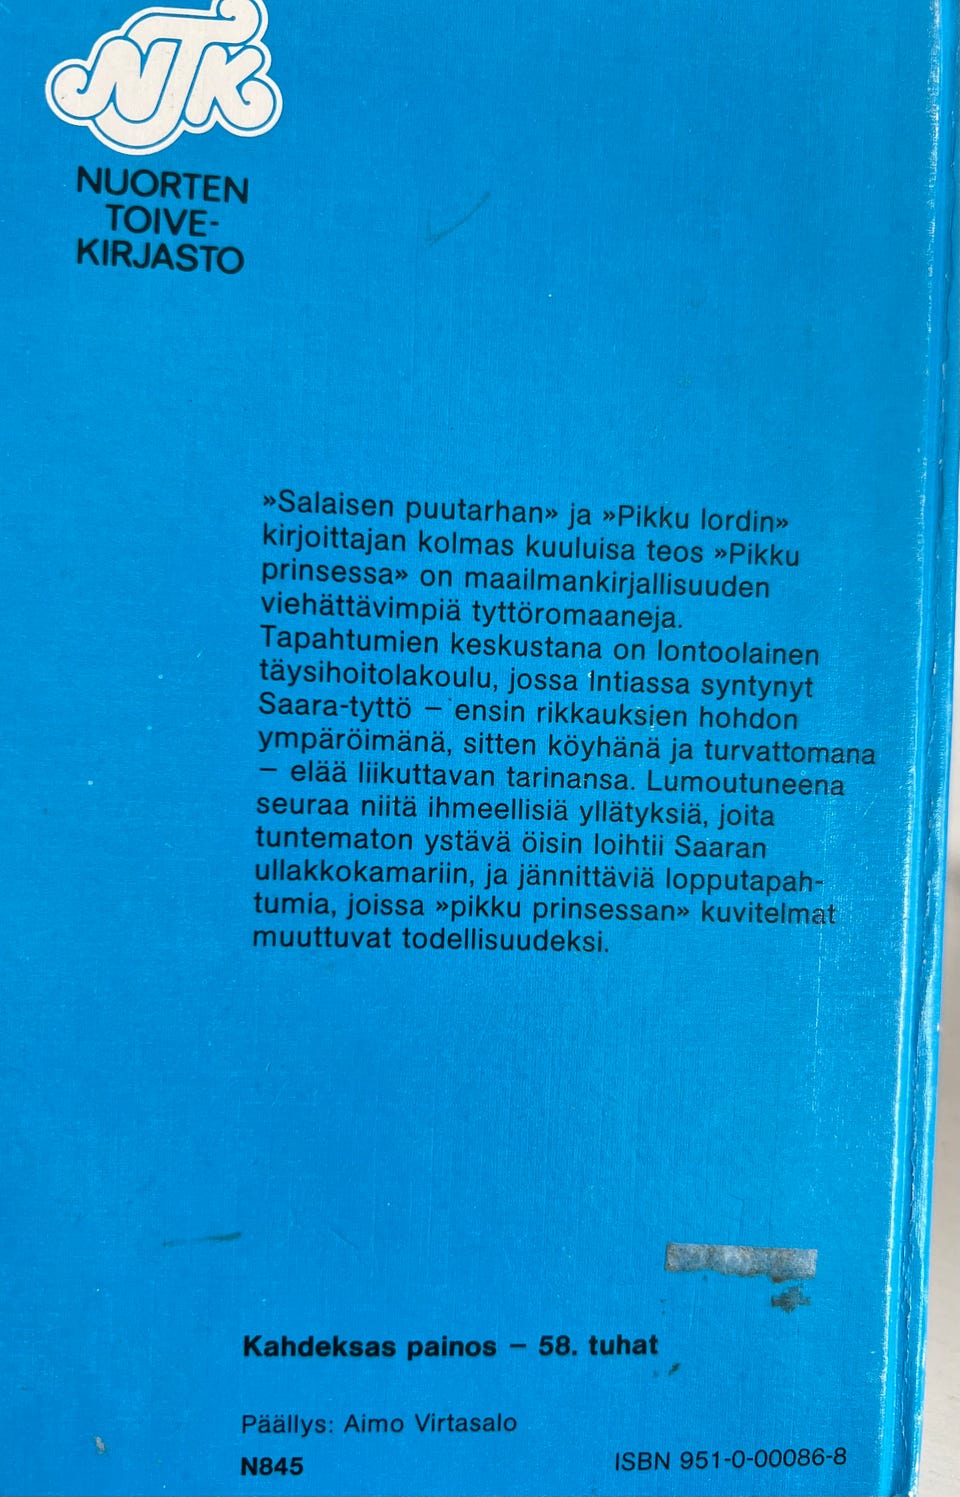 NTK
NUORTEN
TOIVE-
KIRJASTO
»Salaisen puutarhan» ja »Pikku lordin»
kirjoittajan kolmas kuuluisa teos »Pikku
prinsessa» on maailmankirjallisuuden
viehättävimpiä tyttöromaaneja.
Tapahtumien keskustana on lontoolainen
täysihoitolakoulu, jossa Intiassa syntynyt
Saara-tyttö – ensin rikkauksien hohdon
ympäröimänä, sitten köyhänä ja turvattomana
– elää liikuttavan tarinansa. Lumoutuneena
seuraa niitä ihmeellisiä yllätyksiä, joita
tuntematon ystävä öisin loihtii Saaran
ullakkokamariin, ja jännittäviä lopputapah-
tumia, joissa »pikku prinsessan» kuvitelmat
muuttuvat todellisuudeksi.
Kahdeksas painos – 58. tuhat
Päällys: Aimo Virtasalo
N845
ISBN 951-0-00086-8